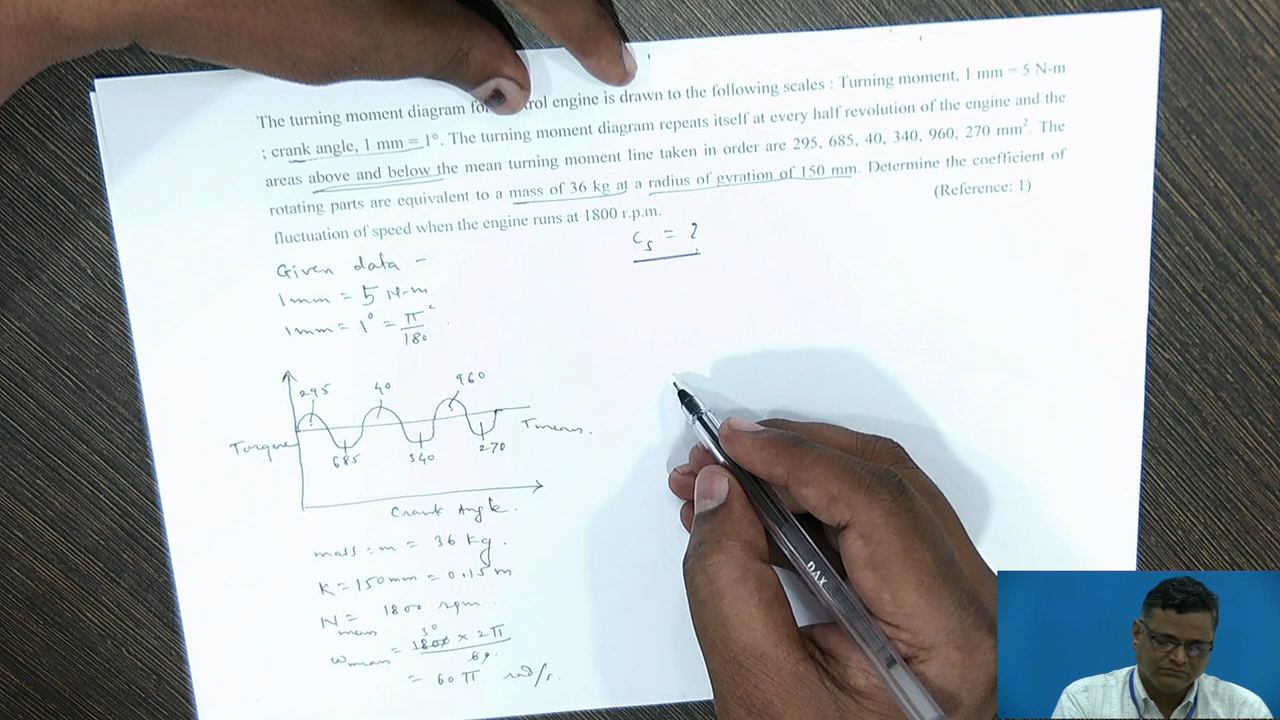 The turning moment diagram for rol engine is drawn to the following scales : Turning moment, 1 mm = 5 N-m
; crank angle, 1 mm = 1°. The turning moment diagram repeats itself at every half revolution of the engine and the
areas above and below the mean turning moment line taken in order are 295, 685, 40, 340, 960, 270 mm². The
rotating parts are equivalent to a mass of 36 kg at a radius of gyration of 150 mm. Determine the coefficient of
fluctuation of speed when the engine runs at 1800 r.p.m.
(Reference: 1)
Cs = ?
Given data -
1mm = 5 N-m
1mm = 1° = π/180
295
40
960
Torque
Tmean.
685
340
270
Crank Angle.
mass = m = 36 kg.
K = 150mm = 0.15 m
Nmean = 1800 rpm.
ωmean = 1800 × 2π / 60
30
= 60 π rad/s.
DAX